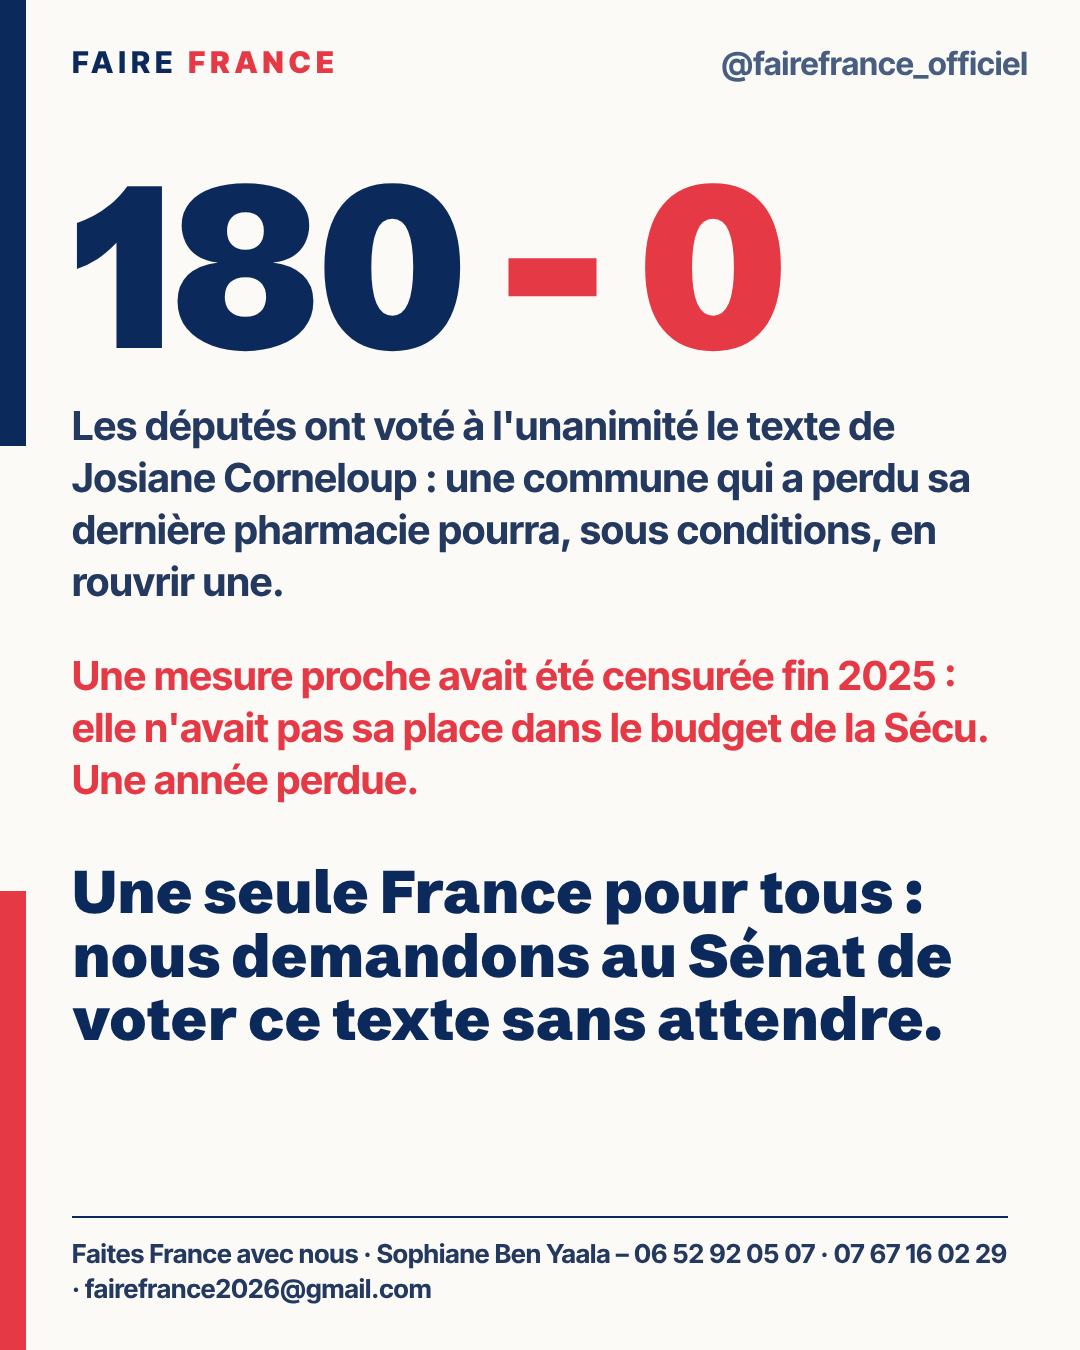 FAIRE FRANCE
@fairefrance_officiel
180 - 0
Les députés ont voté à l'unanimité le texte de
Josiane Corneloup : une commune qui a perdu sa
dernière pharmacie pourra, sous conditions, en
rouvrir une.
Une mesure proche avait été censurée fin 2025 :
elle n'avait pas sa place dans le budget de la Sécu.
Une année perdue.
Une seule France pour tous :
nous demandons au Sénat de
voter ce texte sans attendre.
Faites France avec nous · Sophiane Ben Yaala – 06 52 92 05 07 · 07 67 16 02 29
· fairefrance2026@gmail.com